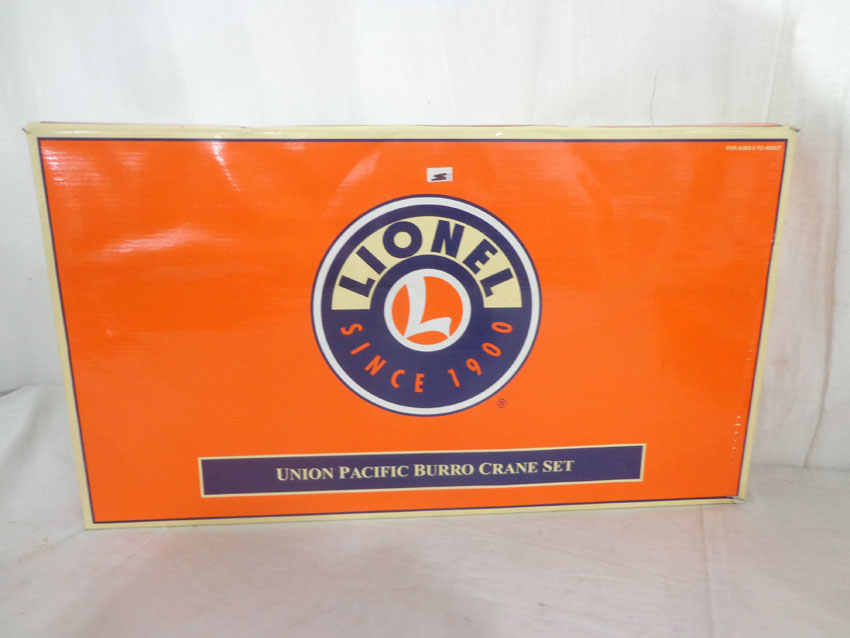 FOR AGES 8 TO ADULT
LIONEL
L
SINCE 1900
®
UNION PACIFIC BURRO CRANE SET